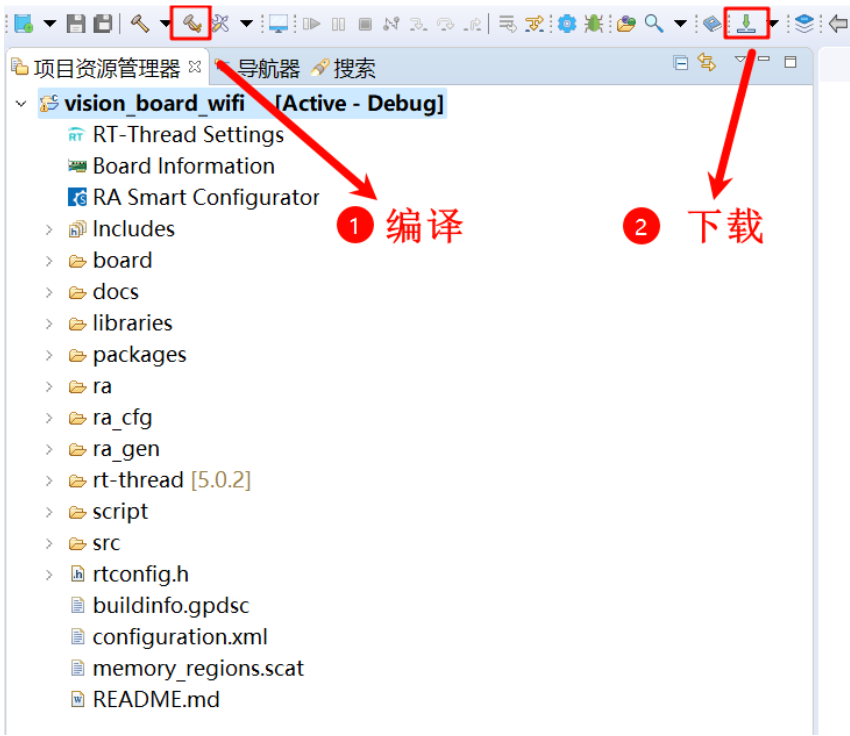 项目资源管理器 导航器 搜索
vision_board_wifi [Active - Debug]
RT RT-Thread Settings
Board Information
RA Smart Configurator
Includes
1 编译
2 下载
board
docs
libraries
packages
ra
ra_cfg
ra_gen
rt-thread [5.0.2]
script
src
.h rtconfig.h
buildinfo.gpdsc
configuration.xml
memory_regions.scat
W README.md